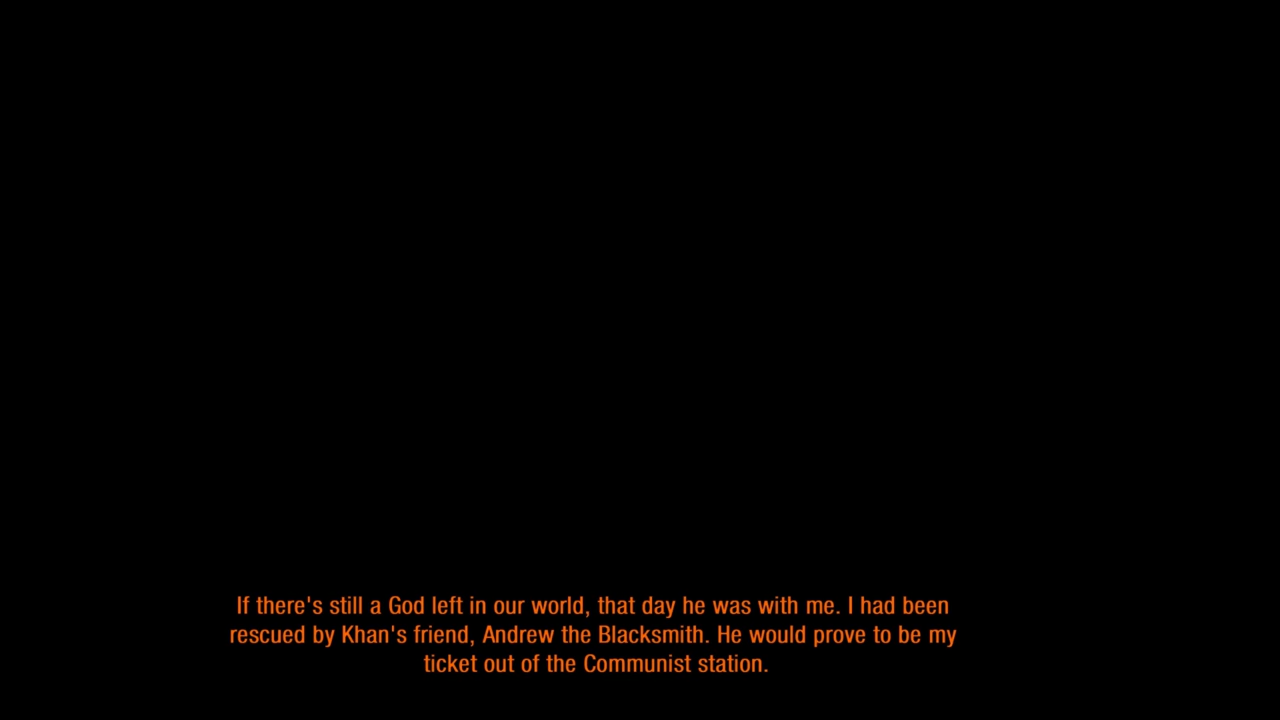 If there's still a God left in our world, that day he was with me. I had been
rescued by Khan's friend, Andrew the Blacksmith. He would prove to be my
ticket out of the Communist station.